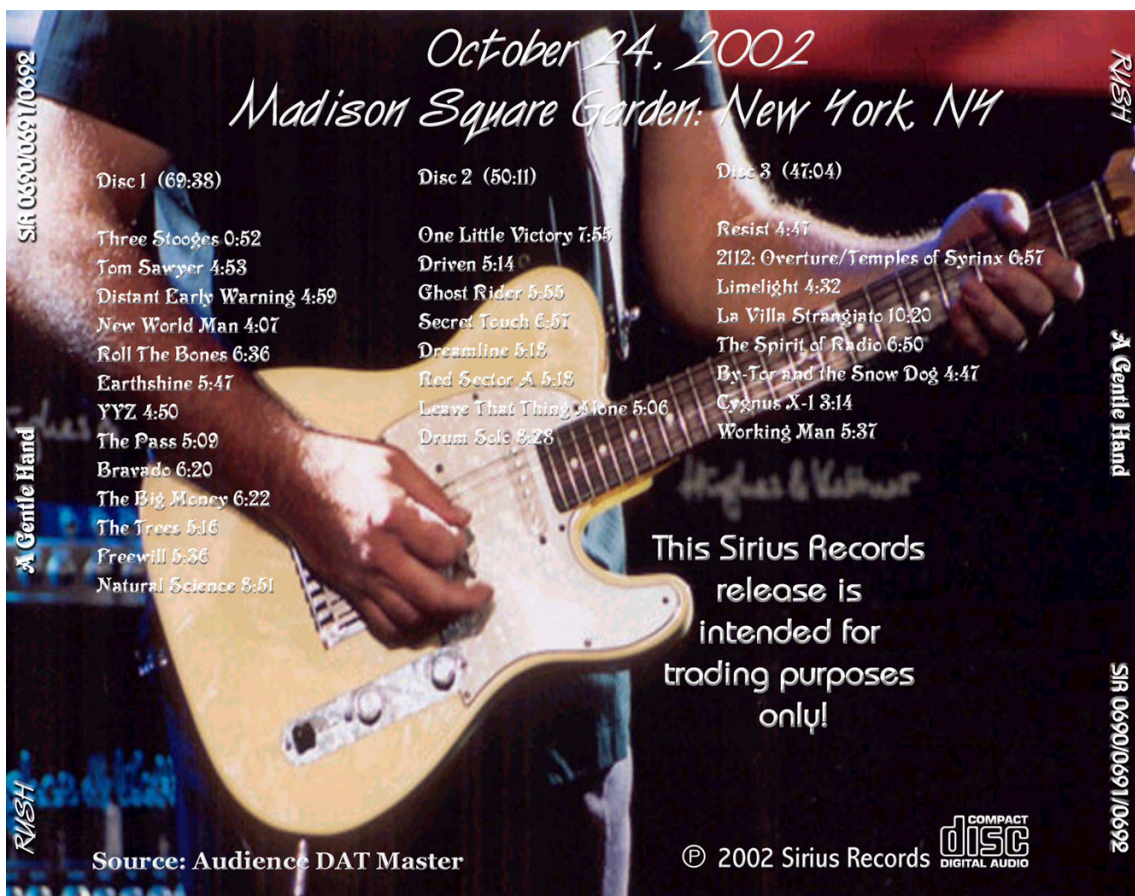 October 24, 2002
Madison Square Garden: New York, NY
Disc 1 (69:38)
Three Stooges 0:52
Tom Sawyer 4:53
Distant Early Warning 4:59
New World Man 4:07
Roll The Bones 6:36
Earthshine 5:47
YYZ 4:50
The Pass 5:09
Bravado 6:20
The Big Money 6:22
The Trees 5:16
Freewill 5:36
Natural Science 8:51
Disc 2 (50:11)
One Little Victory 7:55
Driven 5:14
Ghost Rider 5:55
Secret Touch 6:57
Dreamline 5:18
Red Sector A 5:18
Leave That Thing Alone 5:06
Drum Solo 8:28
Disc 3 (47:04)
Resist 4:47
2112: Overture/Temples of Syrinx 6:57
Limelight 4:32
La Villa Strangiato 10:20
The Spirit of Radio 6:50
By-Tor and the Snow Dog 4:47
Cygnus X-1 3:14
Working Man 5:37
Hughes & Kettner
This Sirius Records
release is
intended for
trading purposes
only!
Source: Audience DAT Master
℗ 2002 Sirius Records
COMPACT
disc
DIGITAL AUDIO
SIR 0690/0691/0692
A Gentle Hand
RUSH
RUSH
A Gentle Hand
SIR 0690/0691/0692